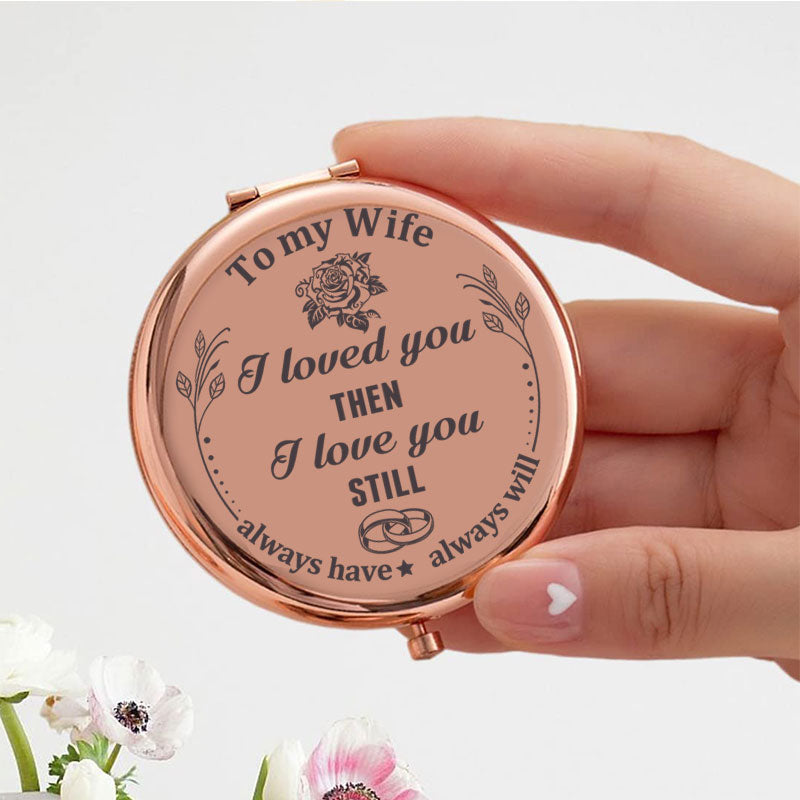 To my Wife
I loved you
THEN
I love you
STILL
always have ★ always will